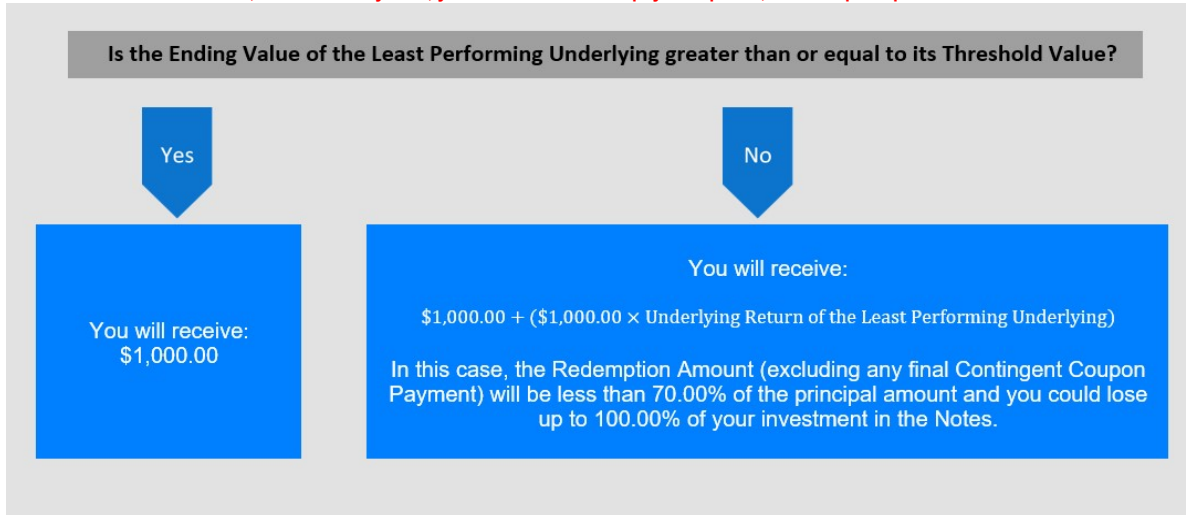 Is the Ending Value of the Least Performing Underlying greater than or equal to its Threshold Value?
Yes
No
You will receive:
$1,000.00
You will receive:
$1,000.00 + ($1,000.00 × Underlying Return of the Least Performing Underlying)
In this case, the Redemption Amount (excluding any final Contingent Coupon
Payment) will be less than 70.00% of the principal amount and you could lose
up to 100.00% of your investment in the Notes.